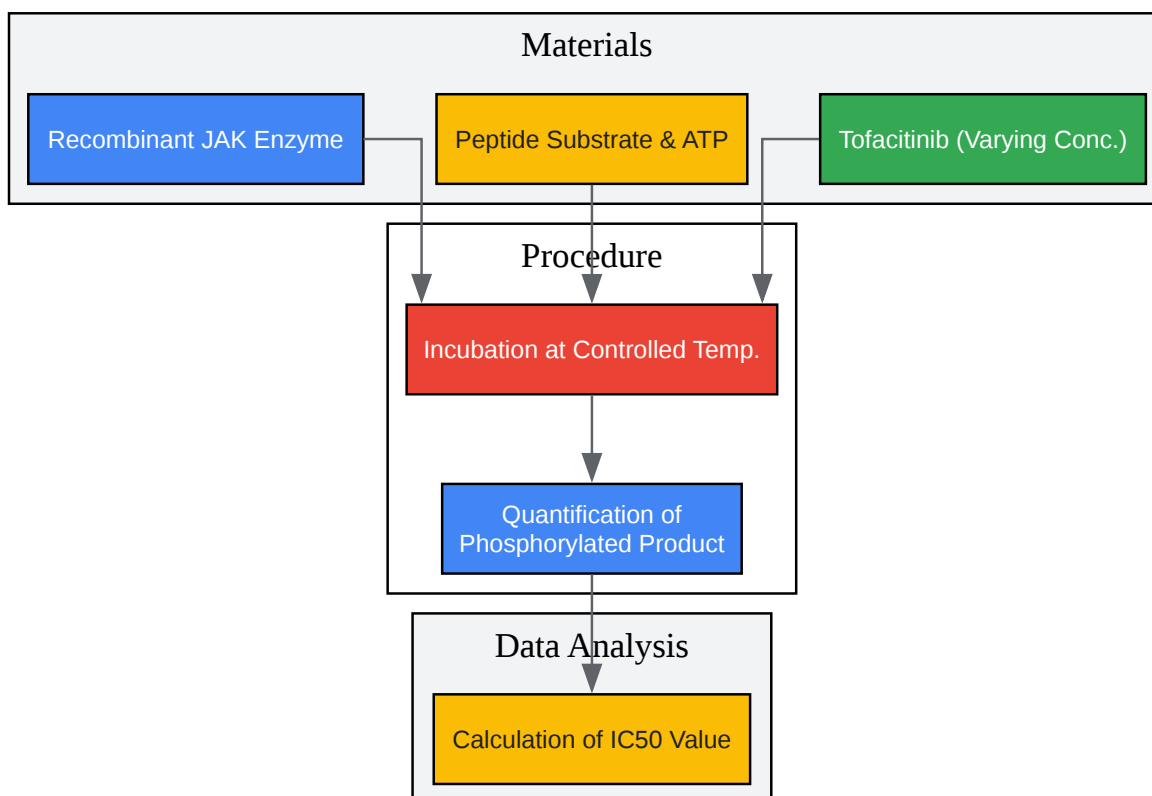 Materials
Recombinant JAK Enzyme
Peptide Substrate & ATP
Tofacitinib (Varying Conc.)
Procedure
Incubation at Controlled Temp.
Quantification of
Phosphorylated Product
Data Analysis
Calculation of IC50 Value